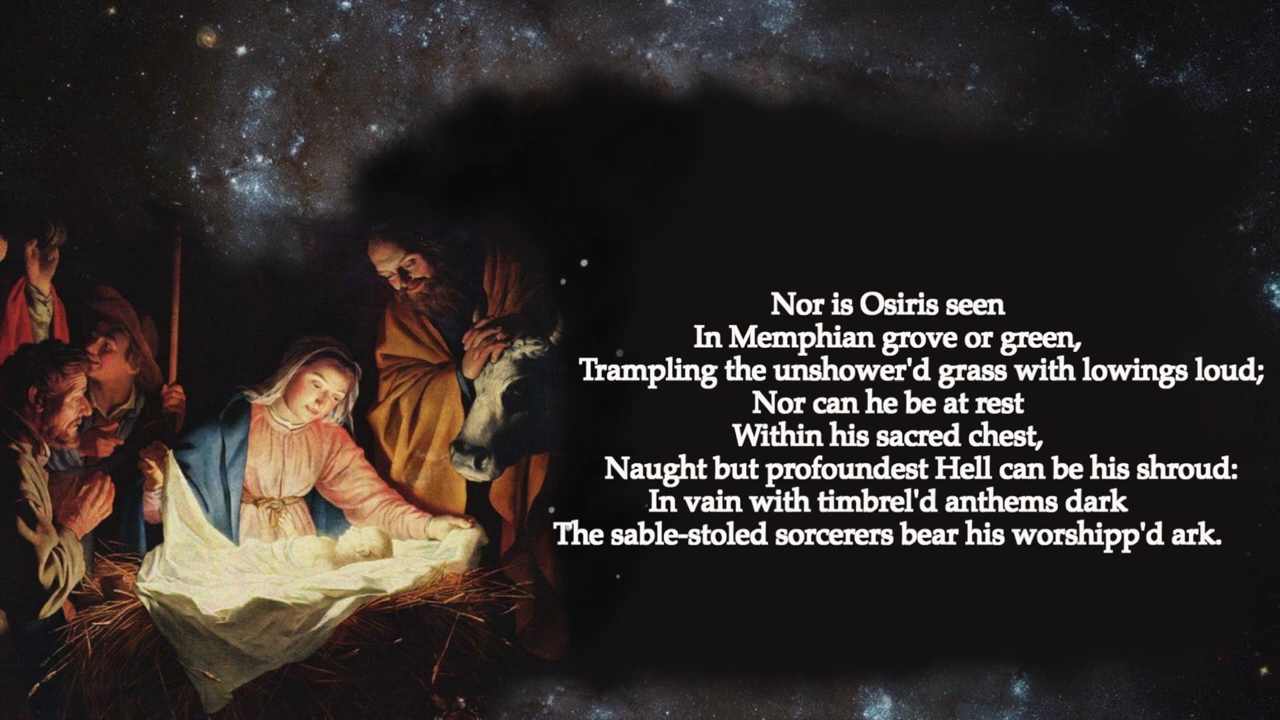 Nor is Osiris seen
In Memphian grove or green,
Trampling the unshower'd grass with lowings loud;
Nor can he be at rest
Within his sacred chest,
Naught but profoundest Hell can be his shroud:
In vain with timbrel'd anthems dark
The sable-stoled sorcerers bear his worshipp'd ark.